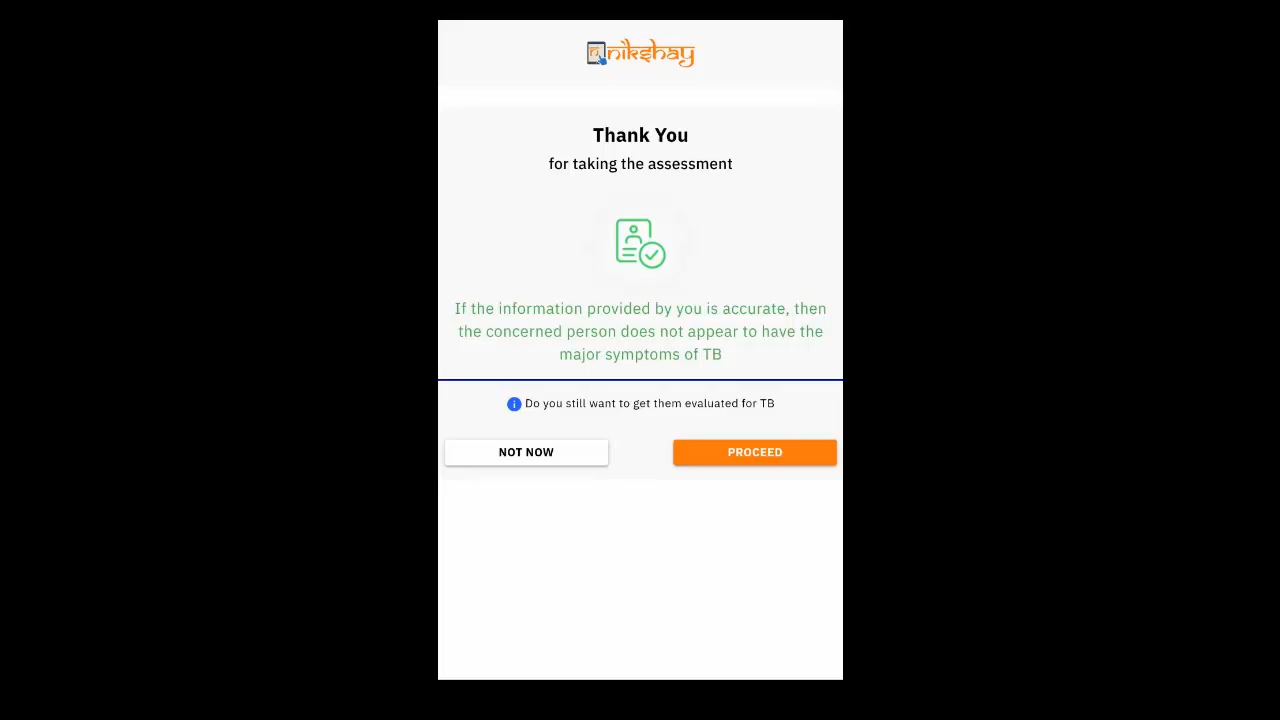 nikshay
Thank You
for taking the assessment
If the information provided by you is accurate, then
the concerned person does not appear to have the
major symptoms of TB
Do you still want to get them evaluated for TB
NOT NOW
PROCEED